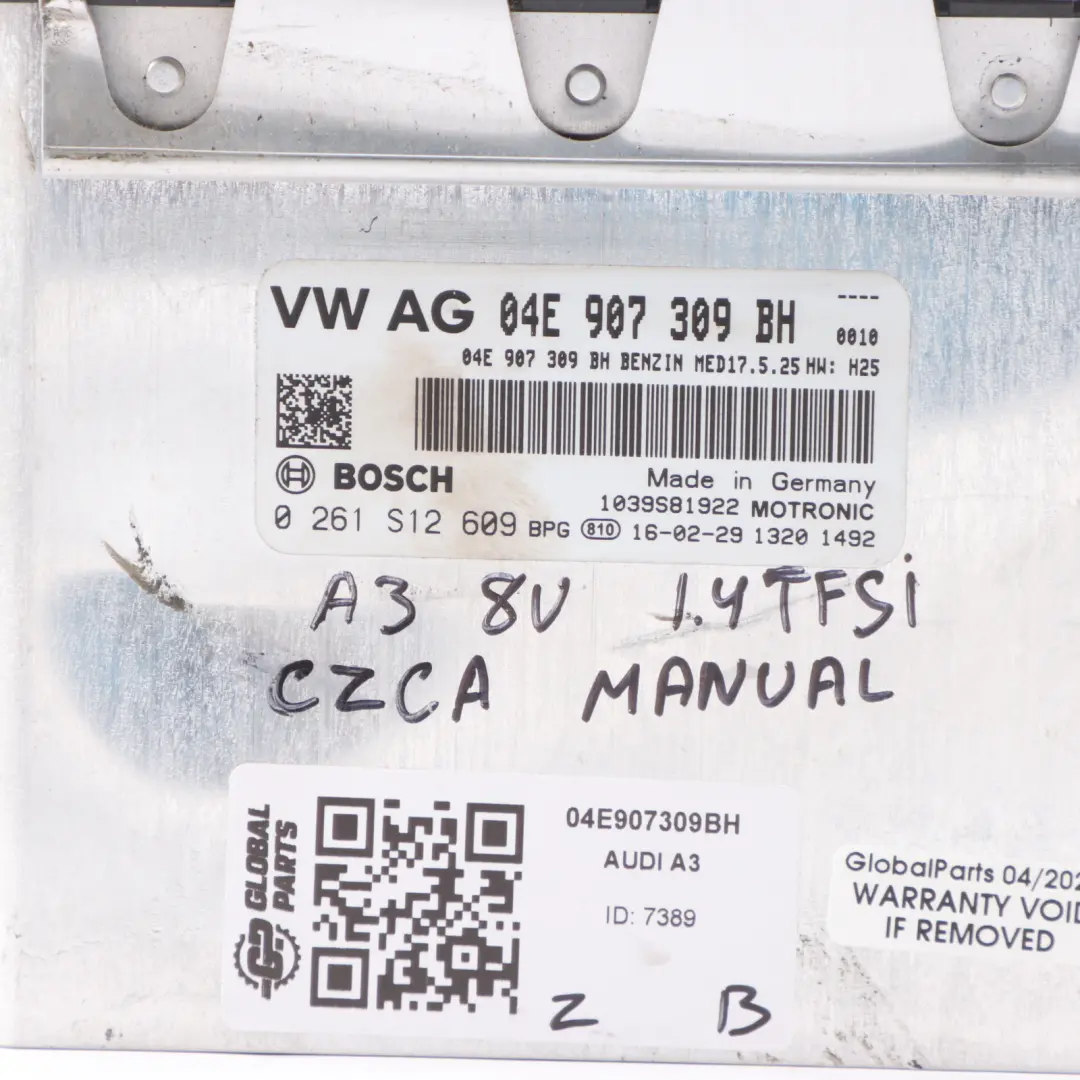 VW AG 04E 907 309 BH ----
0010
04E 907 309 BH BENZIN MED17.5.25 HW: H25
BOSCH
Made in Germany
1039S81922 MOTRONIC
0 261 S12 609 BPG 810 16-02-29 1320 1492
A3 8V 1.4TFSi
CZCA MANUAL
GLOBAL
PARTS
GP
04E907309BH
AUDI A3
ID: 7389
Z B
GlobalParts 04/202
WARRANTY VOID
IF REMOVED